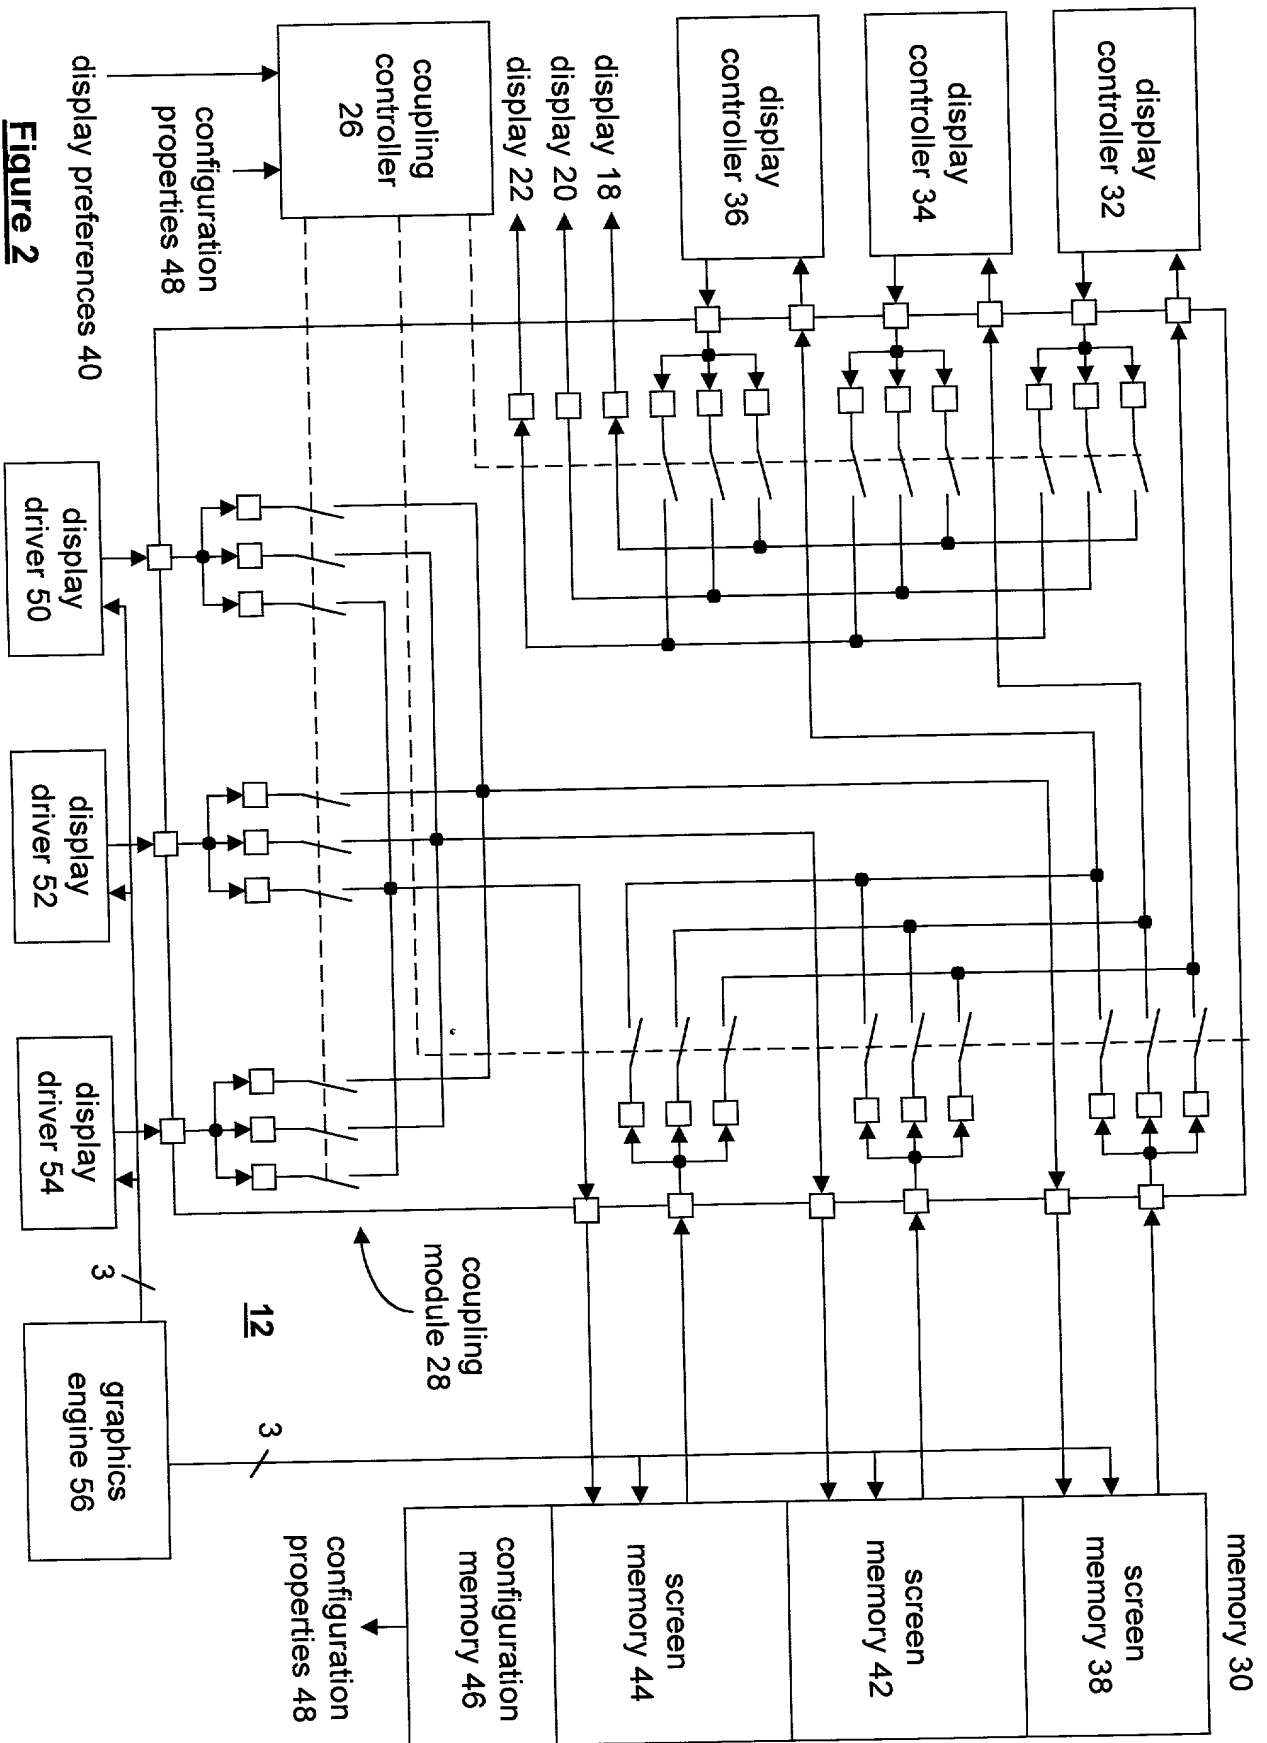 memory 30
display
controller 32
display
controller 34
display
controller 36
display 18
display 20
display 22
coupling
controller
26
configuration
properties 48
display preferences 40
screen
memory 38
screen
memory 42
screen
memory 44
configuration
memory 46
configuration
properties 48
coupling
module 28
12
3
3
display
driver 50
display
driver 52
display
driver 54
graphics
engine 56
Figure 2